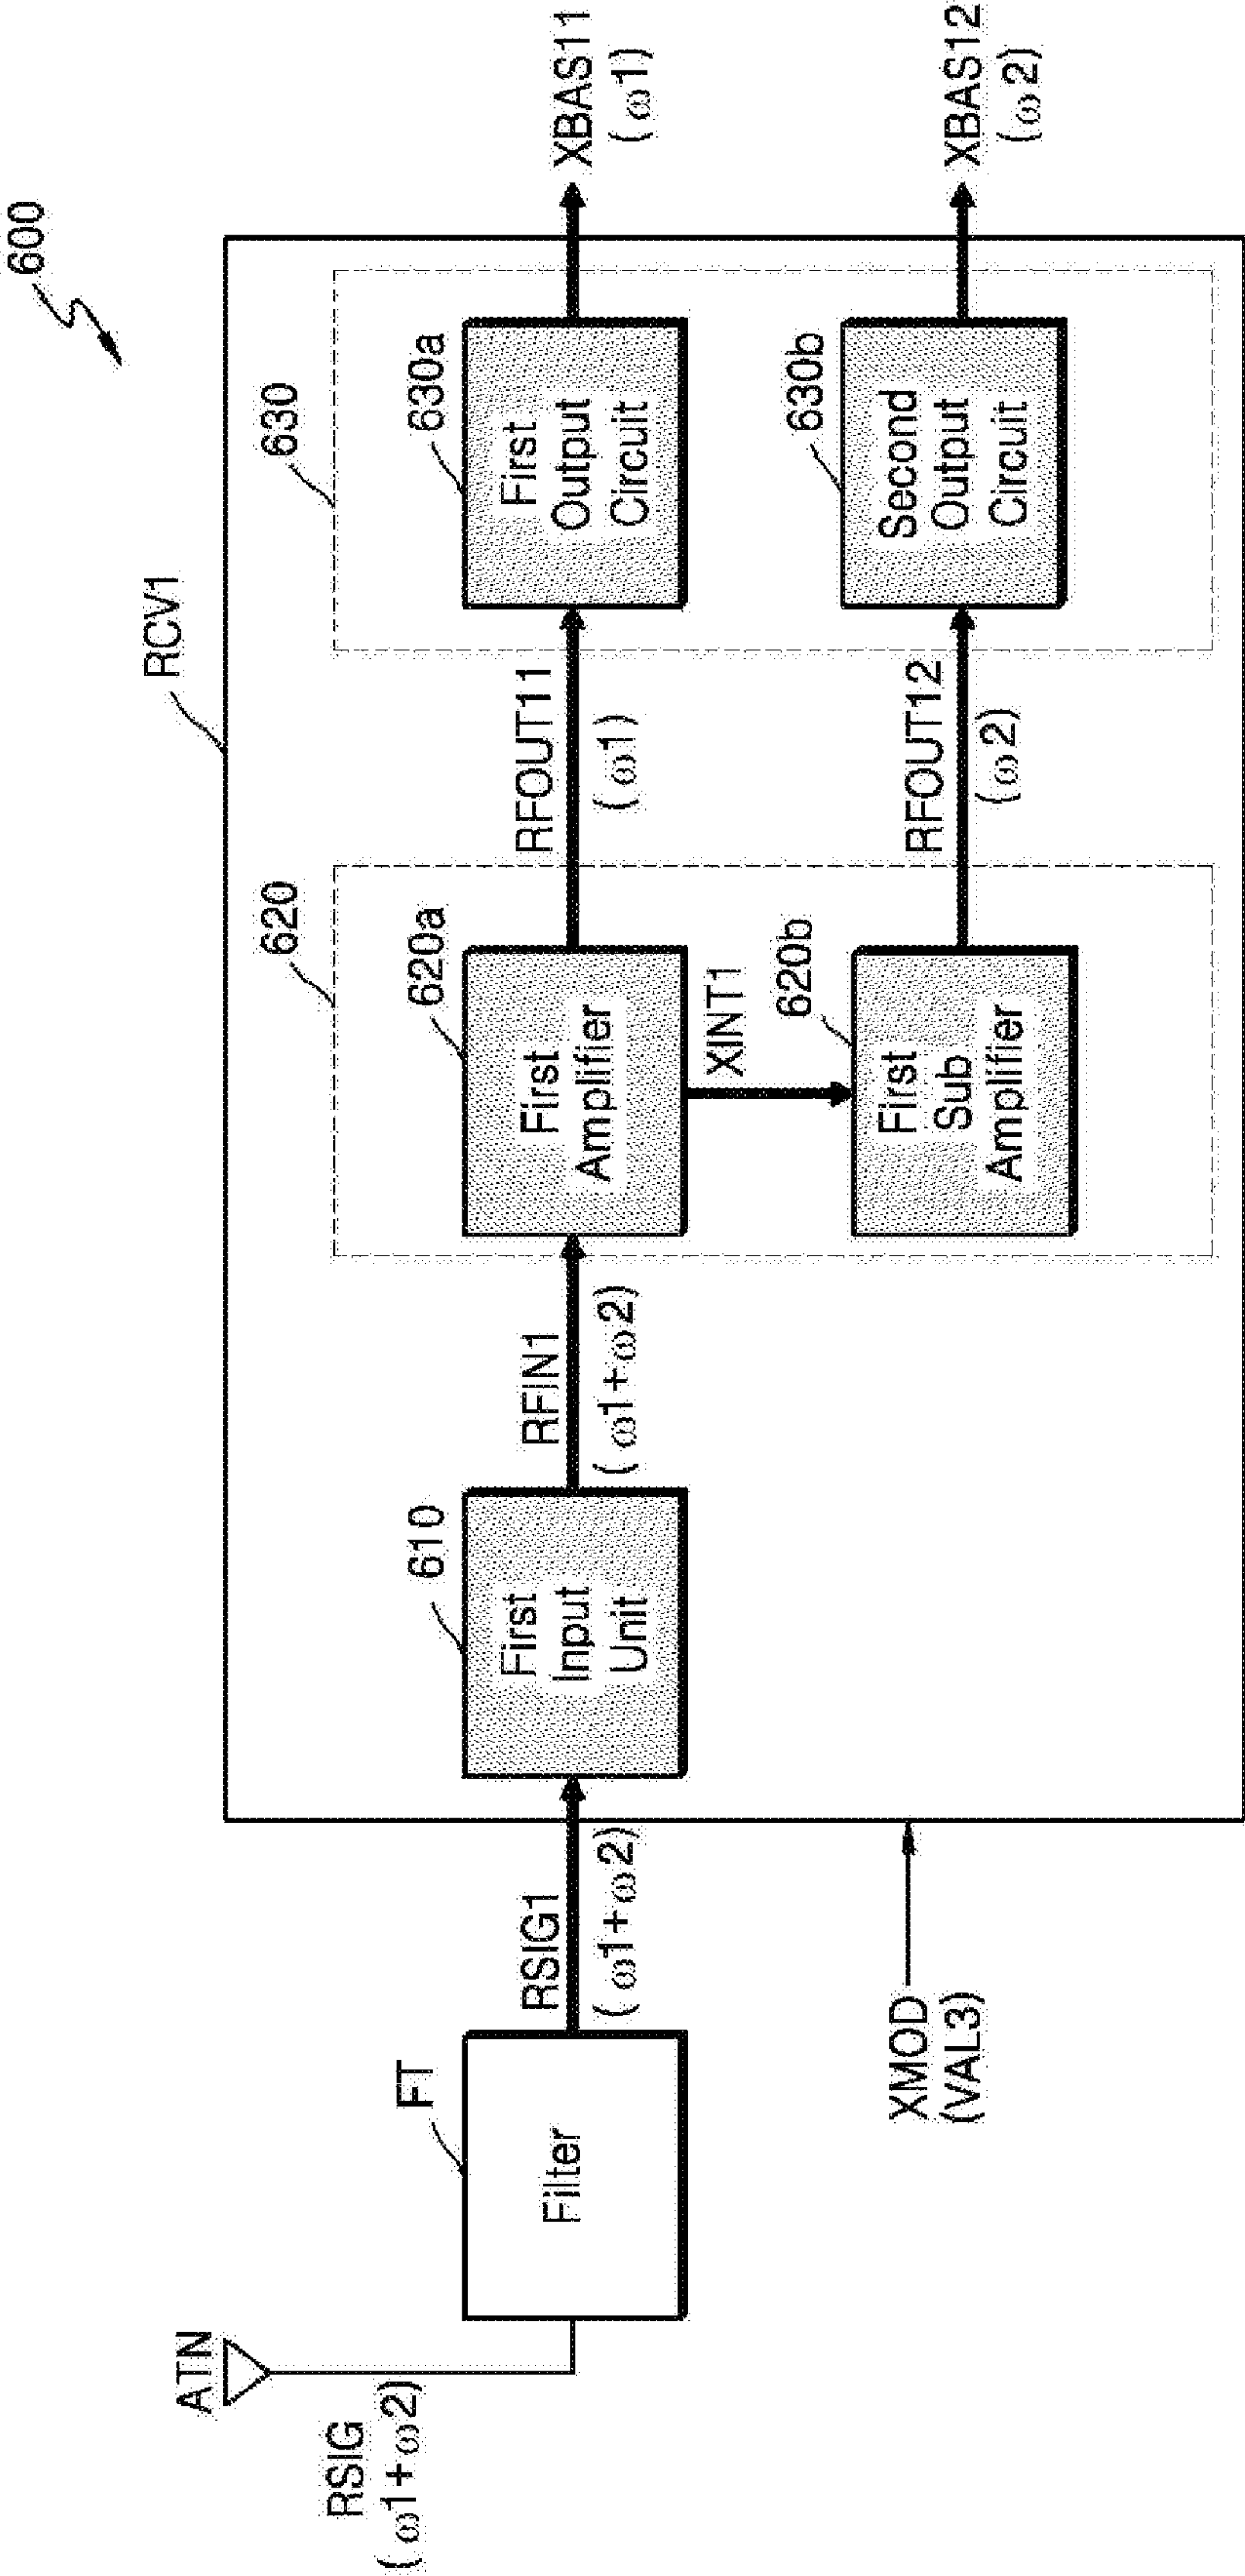 600
RCV1
ATN
RSIG
( ω1+ω2)
FT
Filter
RSIG1
( ω1+ω2)
XMOD
(VAL3)
610
First
Input
Unit
RFIN1
( ω1+ω2)
620
620a
First
Amplifier
XINT1
620b
First
Sub
Amplifier
RFOUT11
( ω1)
RFOUT12
( ω2)
630
630a
First
Output
Circuit
630b
Second
Output
Circuit
XBAS11
( ω1)
XBAS12
( ω2)